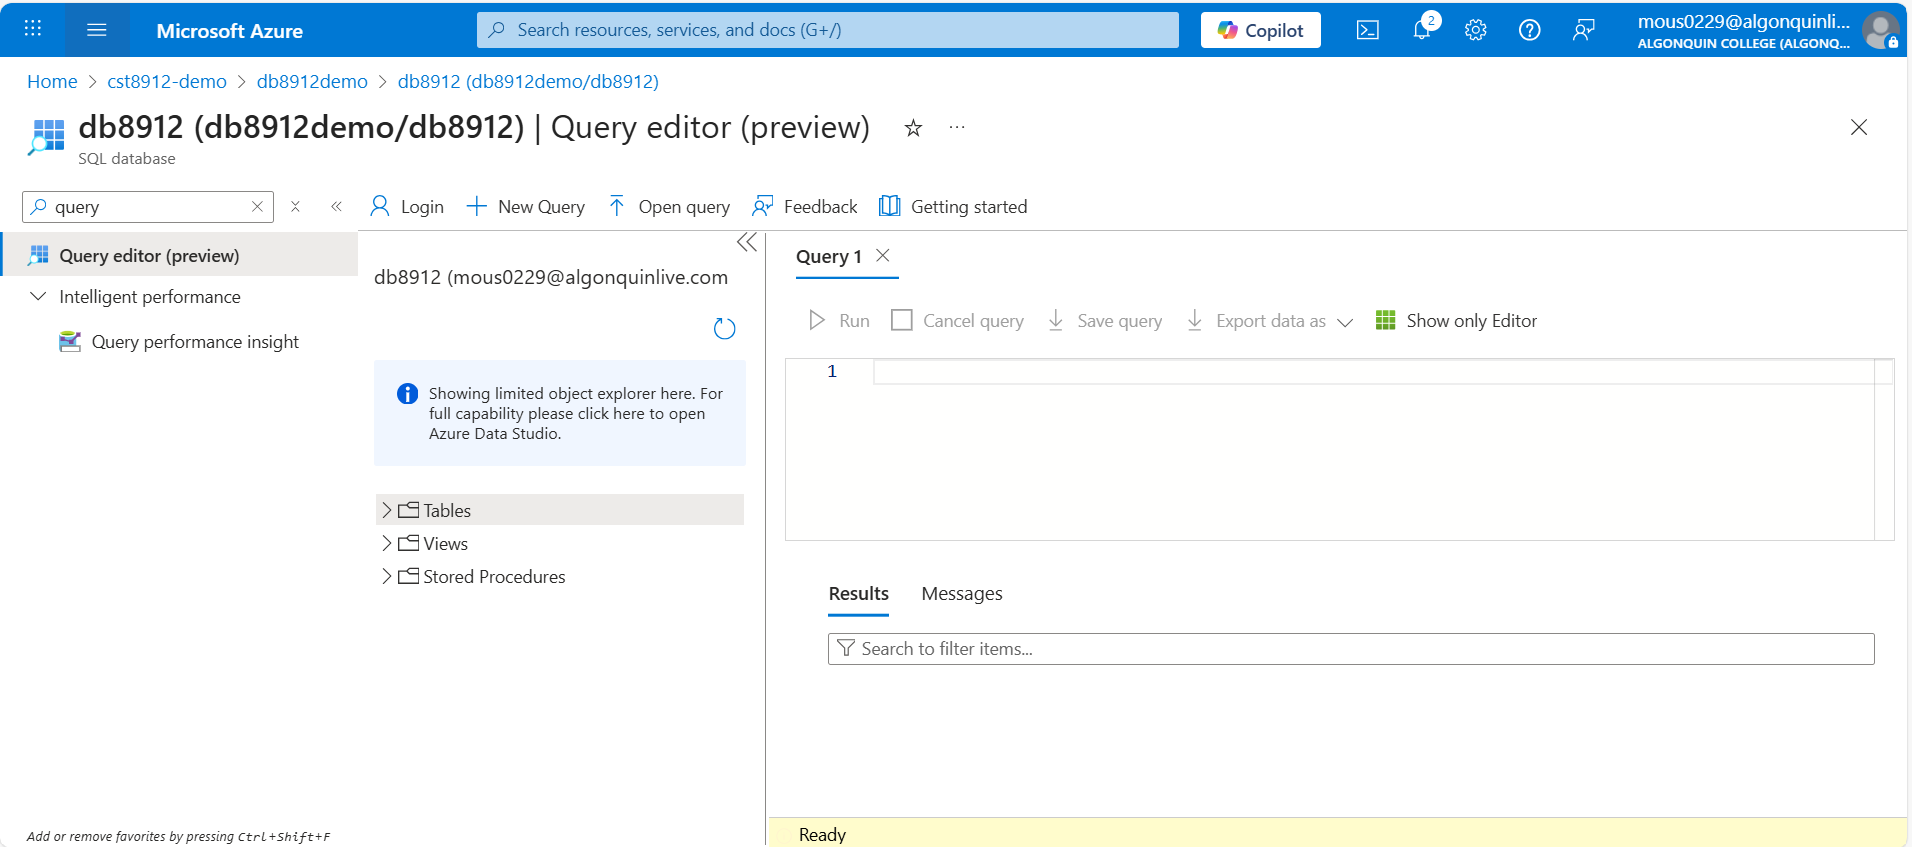 Microsoft Azure
Search resources, services, and docs (G+/)
Copilot
2
mous0229@algonquinli...
ALGONQUIN COLLEGE (ALGONQ...
Home > cst8912-demo > db8912demo > db8912 (db8912demo/db8912)
db8912 (db8912demo/db8912) | Query editor (preview)
SQL database
query
Login
New Query
Open query
Feedback
Getting started
Query editor (preview)
Intelligent performance
Query performance insight
Add or remove favorites by pressing Ctrl+Shift+F
db8912 (mous0229@algonquinlive.com
Showing limited object explorer here. For
full capability please click here to open
Azure Data Studio.
Tables
Views
Stored Procedures
Query 1
Run
Cancel query
Save query
Export data as
Show only Editor
1
Results
Messages
Search to filter items...
Ready